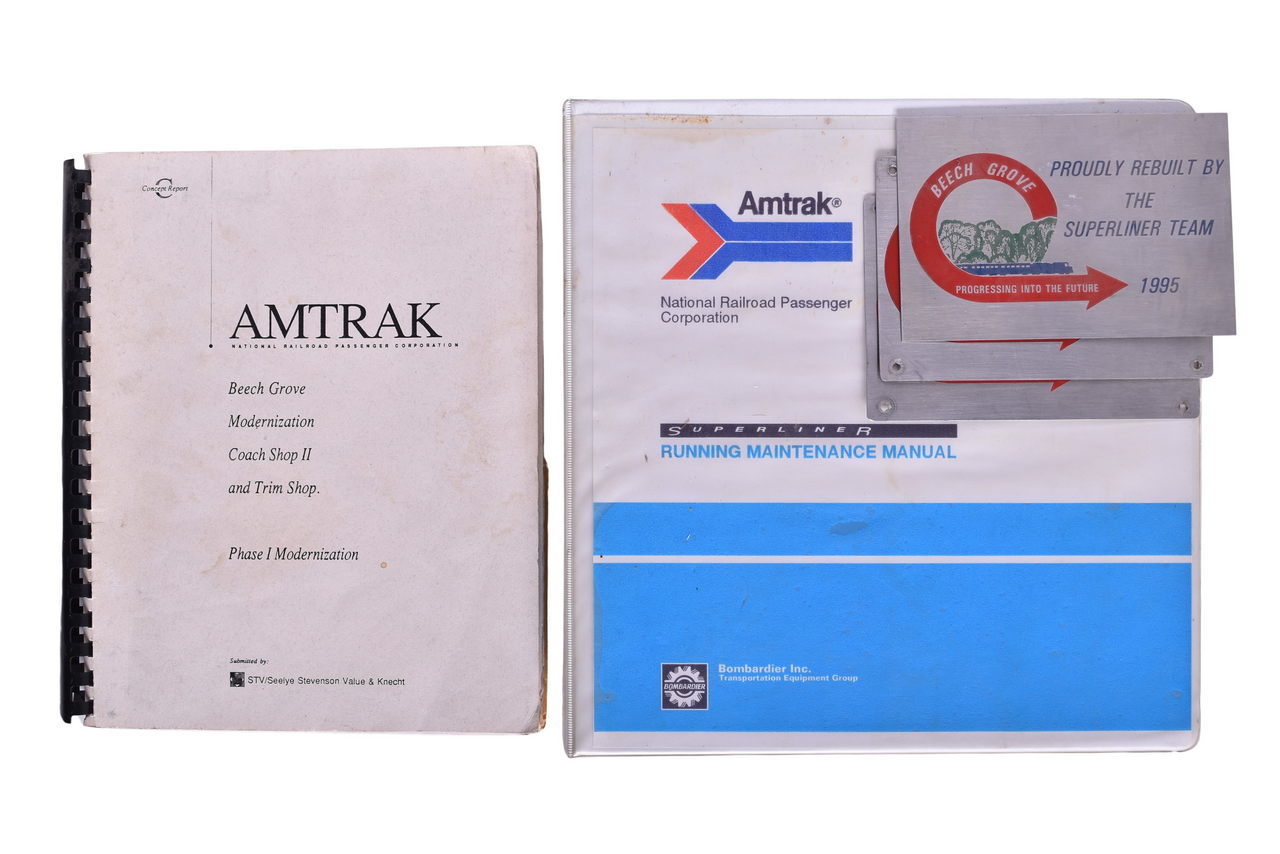 Concept Report
AMTRAK
NATIONAL RAILROAD PASSENGER CORPORATION
Beech Grove
Modernization
Coach Shop II
and Trim Shop.
Phase I Modernization
Submitted by:
STV/Seelye Stevenson Value & Knecht
Amtrak®
National Railroad Passenger
Corporation
SUPERLINER
RUNNING MAINTENANCE MANUAL
BOMBARDIER
Bombardier Inc.
Transportation Equipment Group
BEECH GROVE
PROGRESSING INTO THE FUTURE
PROUDLY REBUILT BY
THE
SUPERLINER TEAM
1995